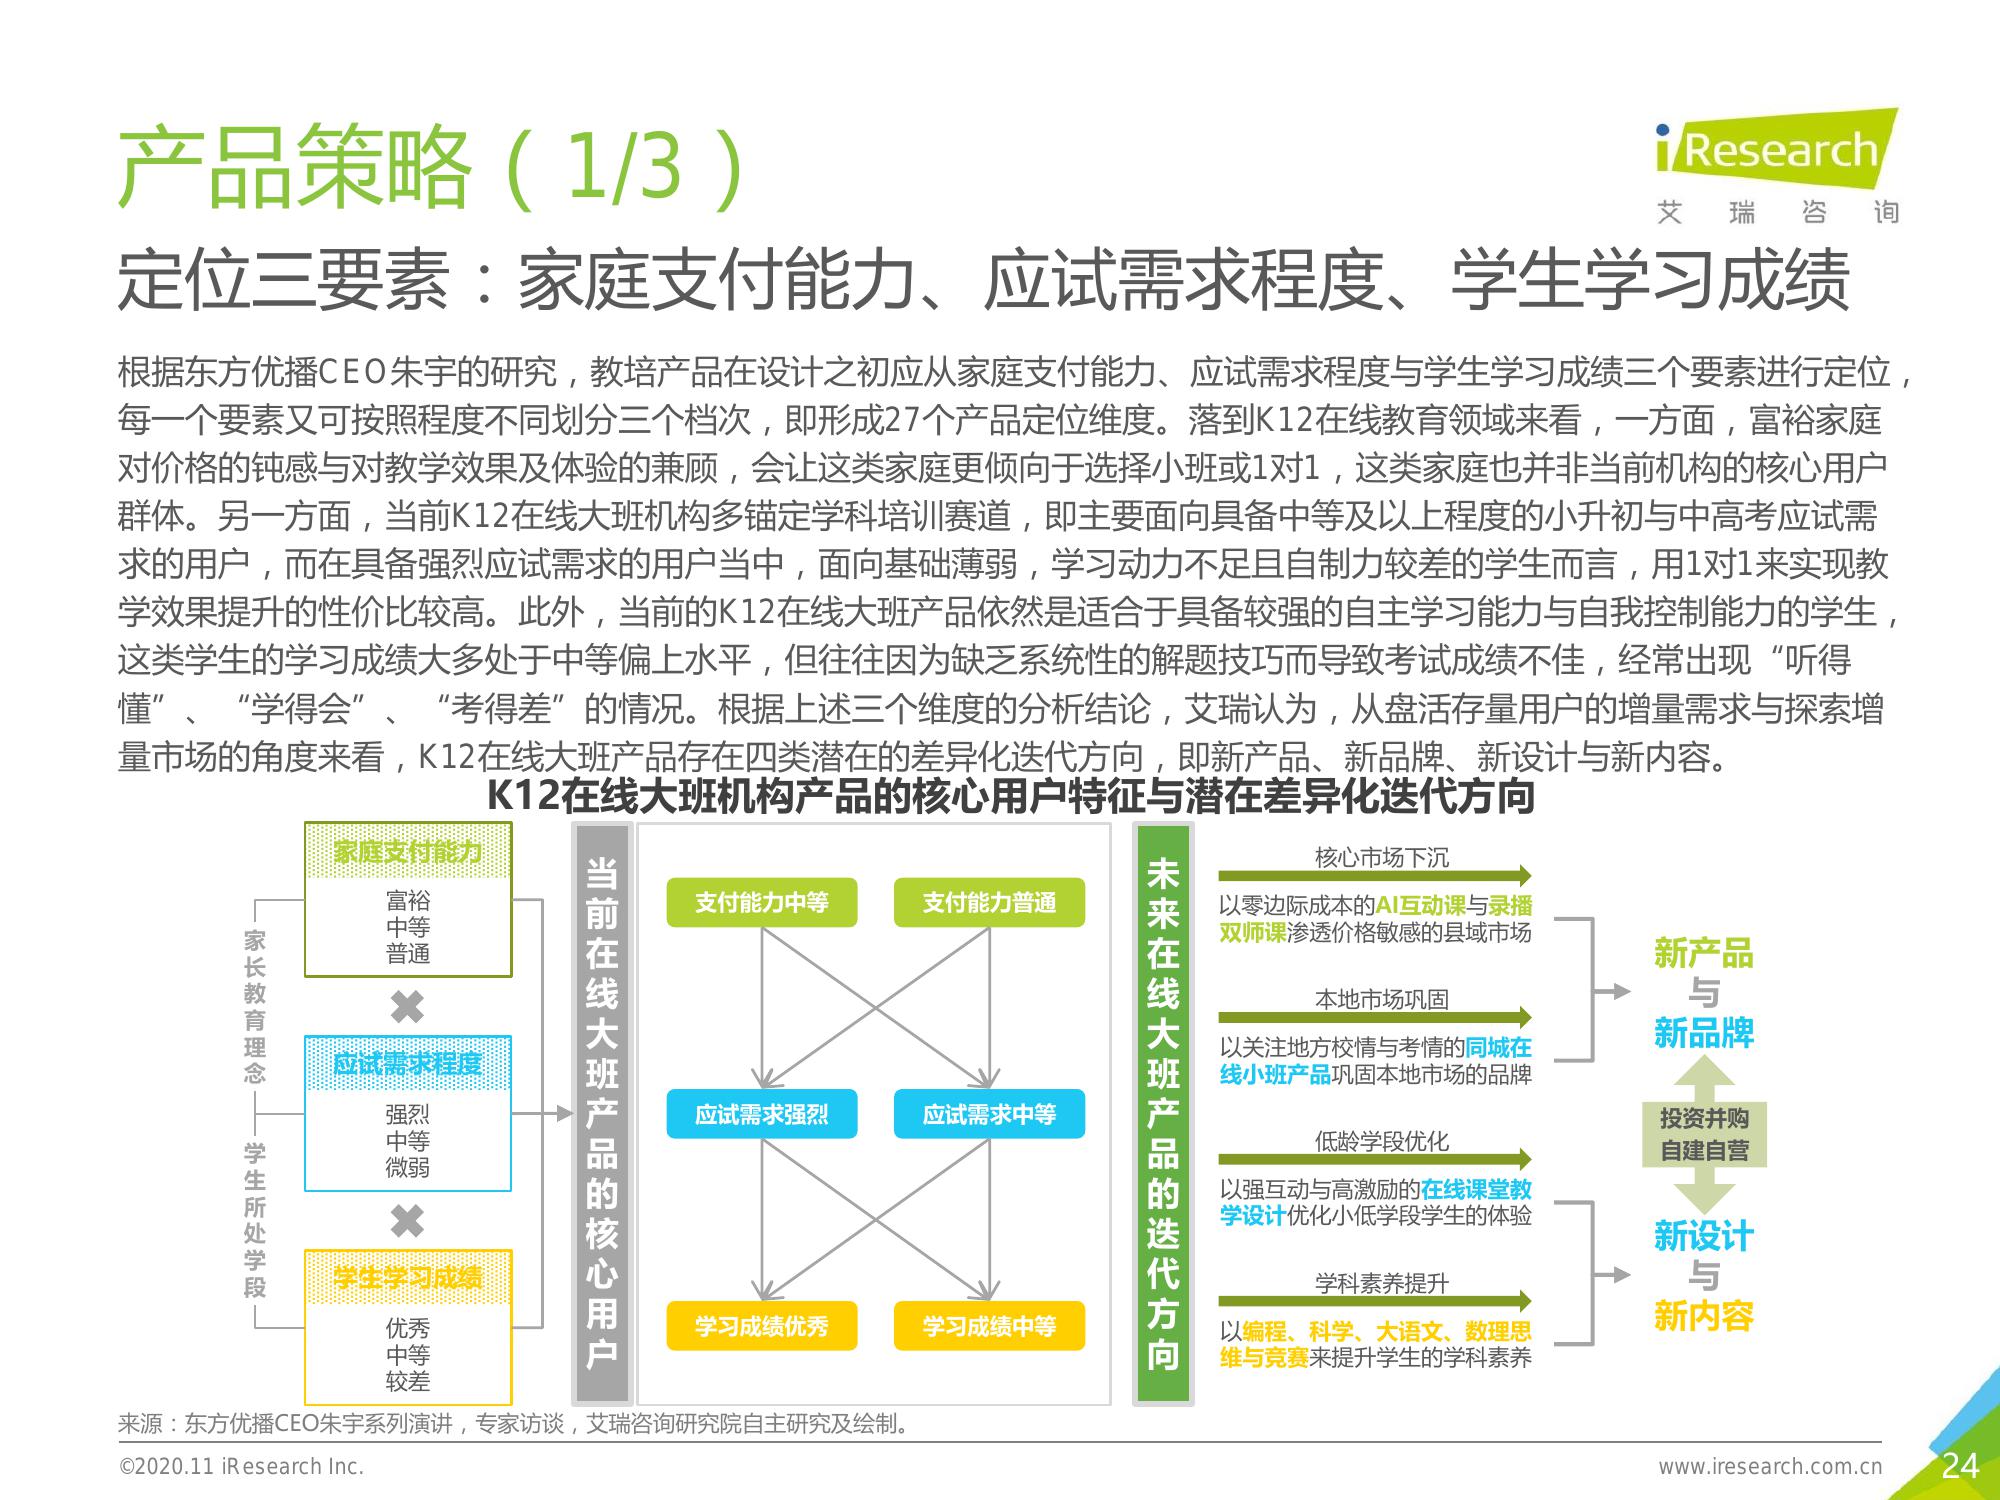 产品策略（1/3）
iResearch
艾瑞咨询
定位三要素：家庭支付能力、应试需求程度、学生学习成绩
根据东方优播CEO朱宇的研究，教培产品在设计之初应从家庭支付能力、应试需求程度与学生学习成绩三个要素进行定位，
每一个要素又可按照程度不同划分三个档次，即形成27个产品定位维度。落到K12在线教育领域来看，一方面，富裕家庭
对价格的钝感与对教学效果及体验的兼顾，会让这类家庭更倾向于选择小班或1对1，这类家庭也并非当前机构的核心用户
群体。另一方面，当前K12在线大班机构多锚定学科培训赛道，即主要面向具备中等及以上程度的小升初与中高考应试需
求的用户，而在具备强烈应试需求的用户当中，面向基础薄弱，学习动力不足且自制力较差的学生而言，用1对1来实现教
学效果提升的性价比较高。此外，当前的K12在线大班产品依然是适合于具备较强的自主学习能力与自我控制能力的学生，
这类学生的学习成绩大多处于中等偏上水平，但往往因为缺乏系统性的解题技巧而导致考试成绩不佳，经常出现“听得
懂”、“学得会”、“考得差”的情况。根据上述三个维度的分析结论，艾瑞认为，从盘活存量用户的增量需求与探索增
量市场的角度来看，K12在线大班产品存在四类潜在的差异化迭代方向，即新产品、新品牌、新设计与新内容。
K12在线大班机构产品的核心用户特征与潜在差异化迭代方向
家长教育理念
学生所处学段
家庭支付能力
富裕
中等
普通
应试需求程度
强烈
中等
微弱
学生学习成绩
优秀
中等
较差
当前在线大班产品的核心用户
支付能力中等
支付能力普通
应试需求强烈
应试需求中等
学习成绩优秀
学习成绩中等
未来在线大班产品的迭代方向
核心市场下沉
以零边际成本的AI互动课与录播
双师课渗透价格敏感的县域市场
本地市场巩固
以关注地方校情与考情的同城在
线小班产品巩固本地市场的品牌
低龄学段优化
以强互动与高激励的在线课堂教
学设计优化小低学段学生的体验
学科素养提升
以编程、科学、大语文、数理思
维与竞赛来提升学生的学科素养
新产品
与
新品牌
投资并购
自建自营
新设计
与
新内容
来源：东方优播CEO朱宇系列演讲，专家访谈，艾瑞咨询研究院自主研究及绘制。
©2020.11 iResearch Inc.
www.iresearch.com.cn
24